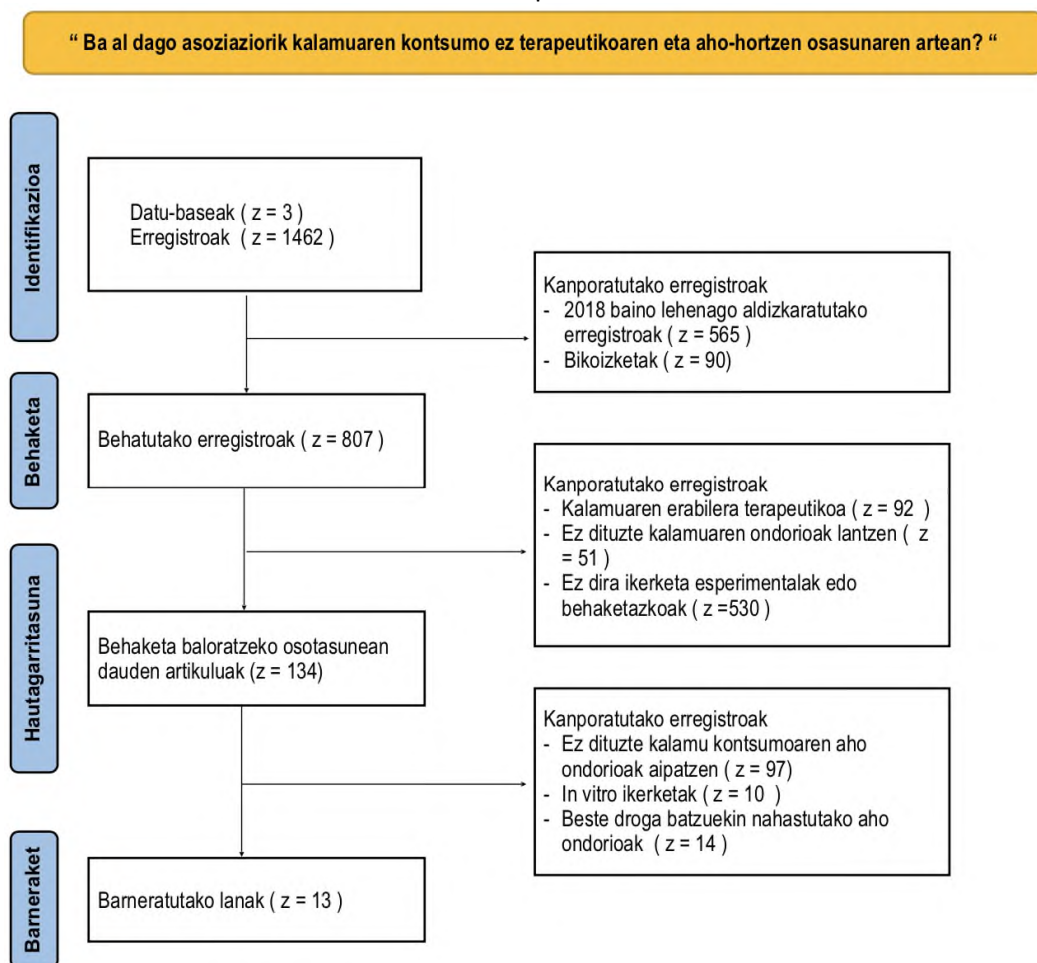 “ Ba al dago asoziaziorik kalamuaren kontsumo ez terapeutikoaren eta aho-hortzen osasunaren artean? “
Identifikazioa
Datu-baseak ( z = 3 )
Erregistroak ( z = 1462 )
Kanporatutako erregistroak
- 2018 baino lehenago aldizkaratutako
erregistroak ( z = 565 )
- Bikoizketak ( z = 90)
Behaketa
Behatutako erregistroak ( z = 807 )
Kanporatutako erregistroak
- Kalamuaren erabilera terapeutikoa ( z = 92 )
- Ez dituzte kalamuaren ondorioak lantzen ( z
= 51 )
- Ez dira ikerketa esperimentalak edo
behaketazkoak ( z =530 )
Hautagarritasuna
Behaketa baloratzeko osotasunean
dauden artikuluak (z = 134)
Kanporatutako erregistroak
- Ez dituzte kalamu kontsumoaren aho
ondorioak aipatzen ( z = 97)
- In vitro ikerketak ( z = 10 )
- Beste droga batzuekin nahastutako aho
ondorioak ( z = 14 )
Barneraket
Barneratutako lanak ( z = 13 )